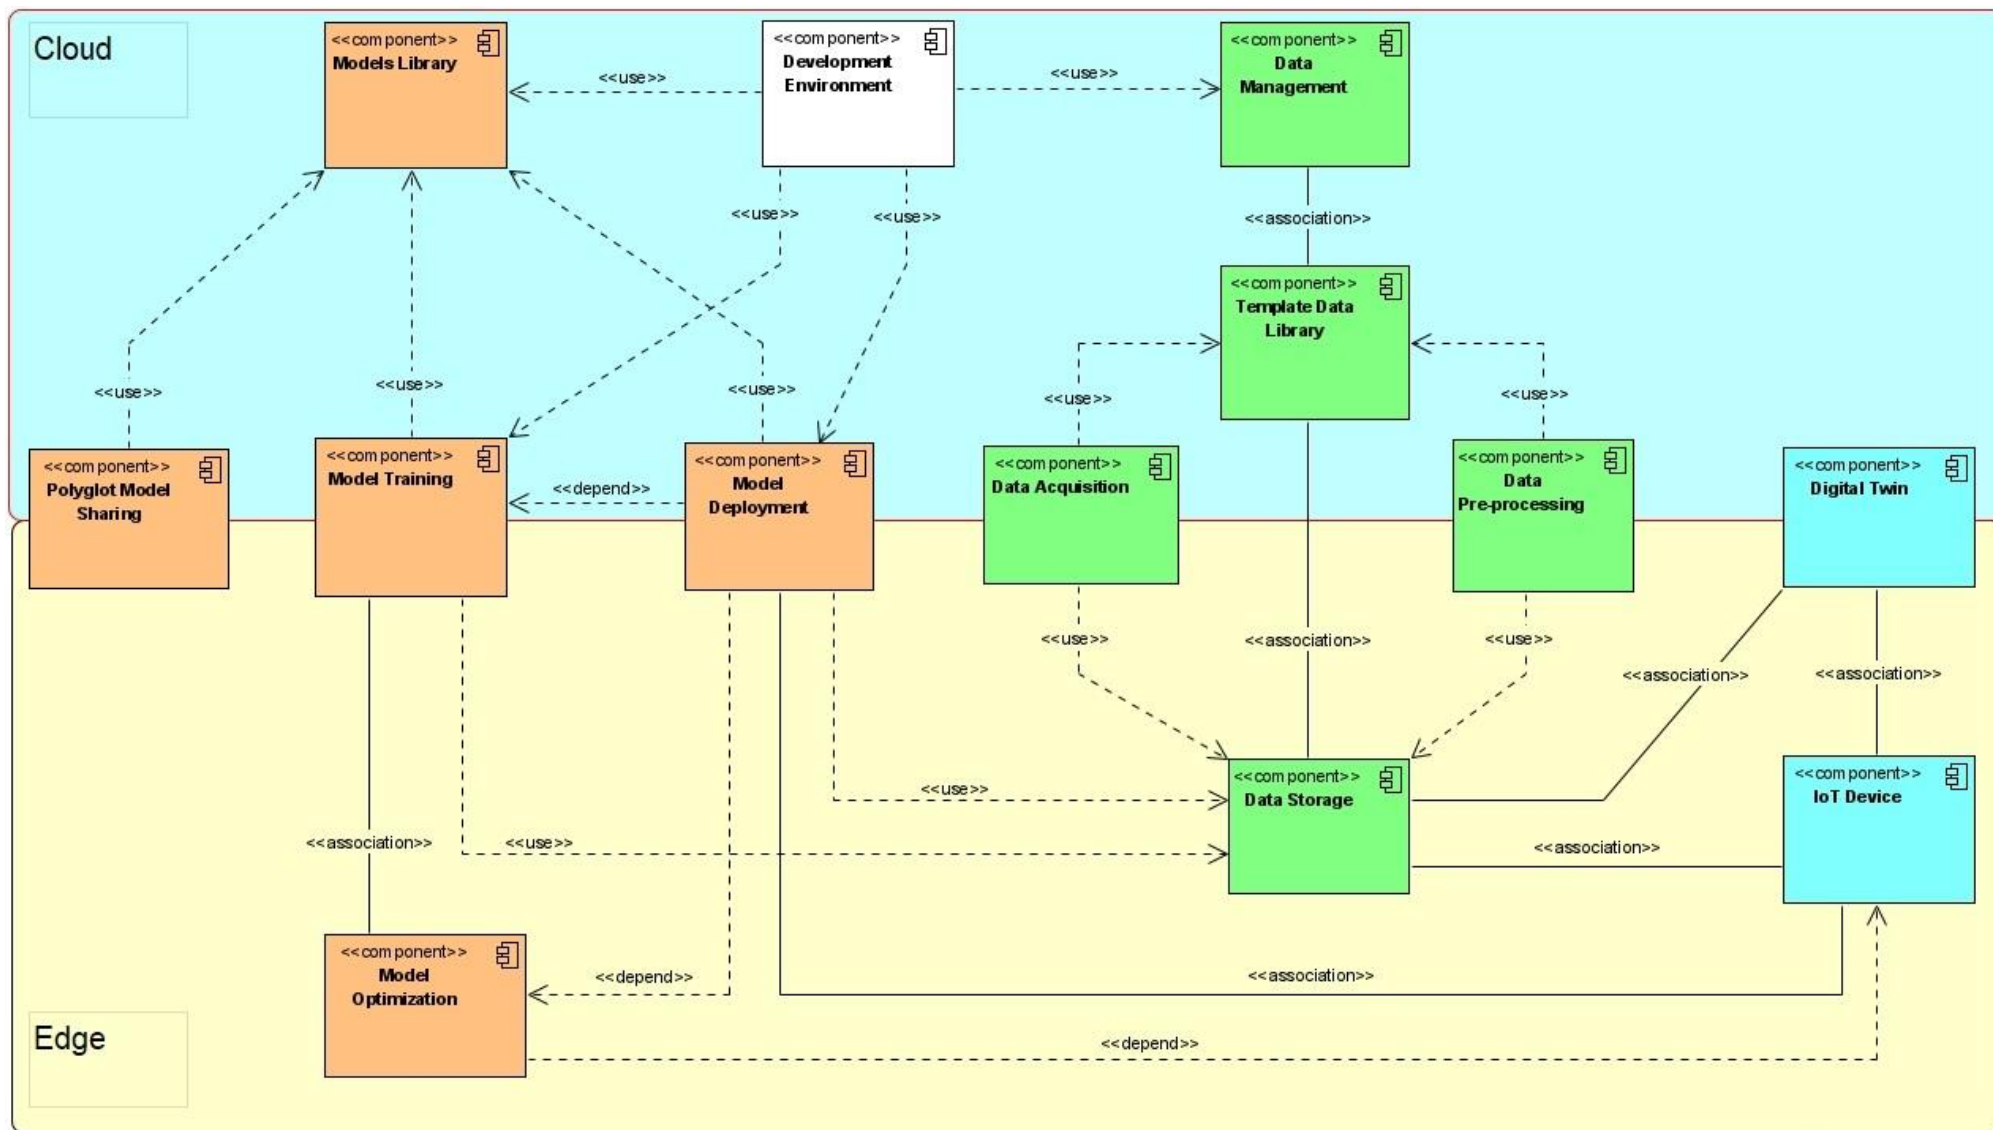 Cloud
<<component>>
Models Library
<<use>>
<<component>>
Development
Environment
<<use>>
<<component>>
Data
Management
<<use>>
<<use>>
<<association>>
<<component>>
Template Data
Library
<<use>>
<<use>>
<<use>>
<<use>>
<<use>>
<<component>>
Polyglot Model
Sharing
<<component>>
Model Training
<<depend>>
<<component>>
Model
Deployment
<<component>>
Data Acquisition
<<component>>
Data
Pre-processing
<<component>>
Digital Twin
<<use>>
<<association>>
<<use>>
<<association>>
<<association>>
<<use>>
<<component>>
Data Storage
<<component>>
IoT Device
<<association>>
<<use>>
<<association>>
<<component>>
Model
Optimization
<<depend>>
<<association>>
Edge
<<depend>>